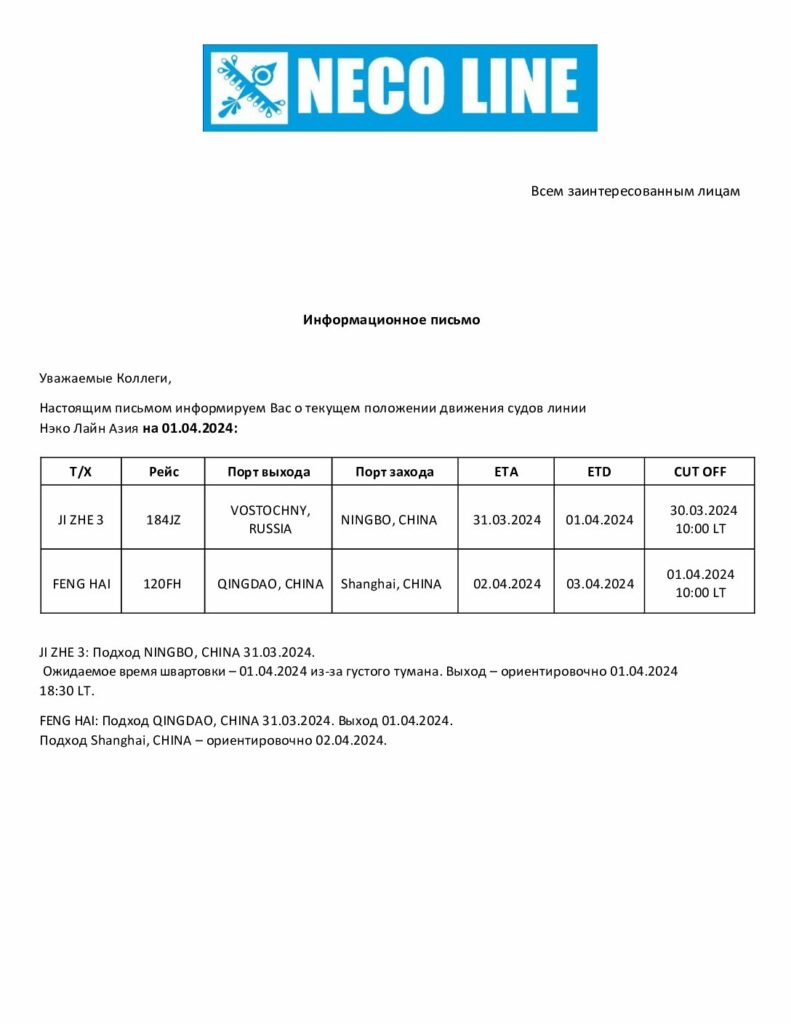 NECO LINE
Всем заинтересованным лицам
Информационное письмо
Уважаемые Коллеги,
Настоящим письмом информируем Вас о текущем положении движения судов линии
Нэко Лайн Азия на 01.04.2024:
Т/Х Рейс Порт выхода Порт захода ETA ETD CUT OFF
JI ZHE 3 184JZ VOSTOCHNY, RUSSIA NINGBO, CHINA 31.03.2024 01.04.2024 30.03.2024 10:00 LT
FENG HAI 120FH QINGDAO, CHINA Shanghai, CHINA 02.04.2024 03.04.2024 01.04.2024 10:00 LT
JI ZHE 3: Подход NINGBO, CHINA 31.03.2024.
Ожидаемое время швартовки – 01.04.2024 из-за густого тумана. Выход – ориентировочно 01.04.2024
18:30 LT.
FENG HAI: Подход QINGDAO, CHINA 31.03.2024. Выход 01.04.2024.
Подход Shanghai, CHINA – ориентировочно 02.04.2024.